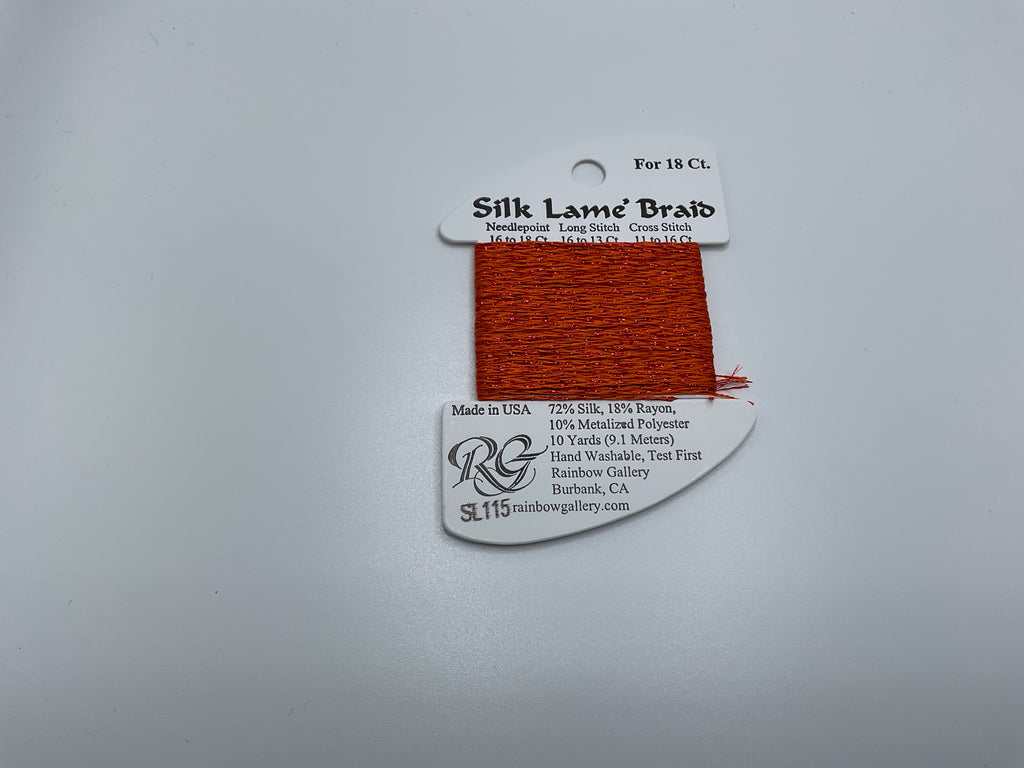 For 18 Ct.
Silk Lamé Braid
Needlepoint Long Stitch Cross Stitch
16 to 18 Ct. 16 to 13 Ct. 11 to 16 Ct.
Made in USA 72% Silk, 18% Rayon,
10% Metalized Polyester
10 Yards (9.1 Meters)
RG Hand Washable, Test First
Rainbow Gallery
Burbank, CA
SL115 rainbowgallery.com